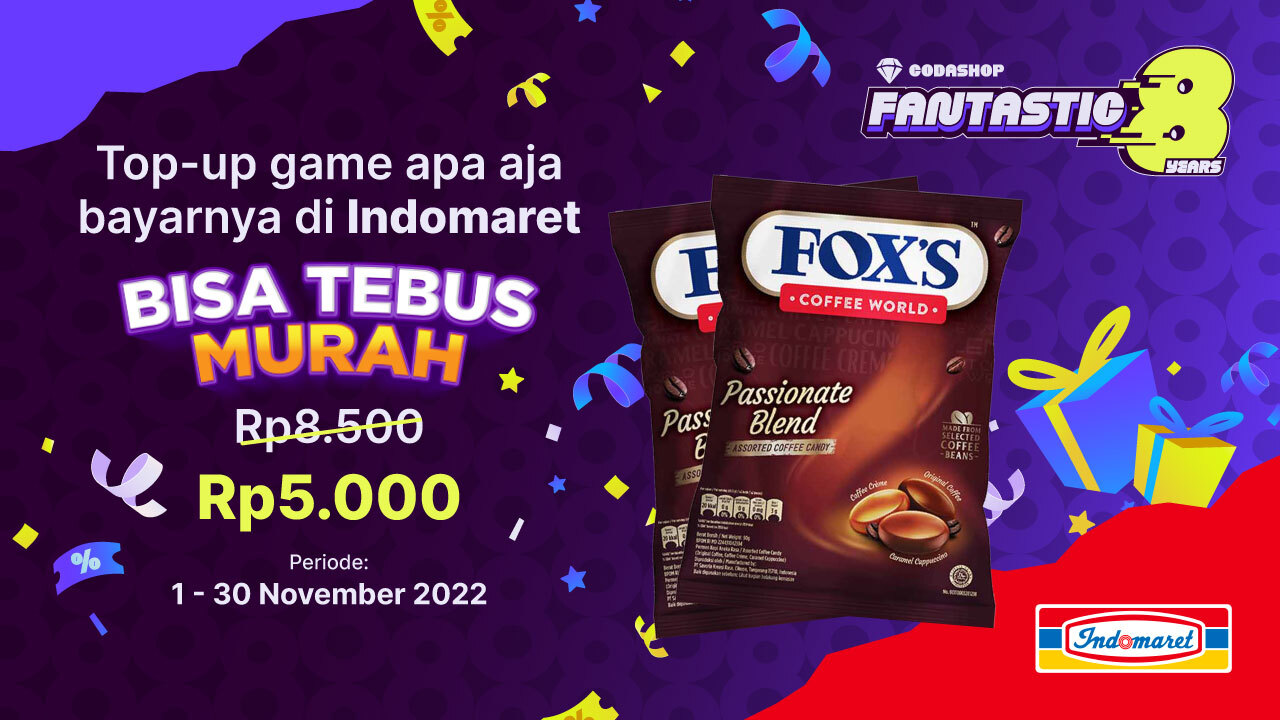 CODASHOP
FANTASTIC 8
YEARS
Top-up game apa aja
bayarnya di Indomaret
BISA TEBUS
MURAH
Rp8.500
Rp5.000
Periode:
1 - 30 November 2022
FOX'S
• COFFEE WORLD •
TM
Passionate
Blend
ASSORTED COFFEE CANDY
MADE FROM
SELECTED
COFFEE
BEANS
Coffee Crème
Original Coffee
Caramel Cappuccino
Indomaret
%
%